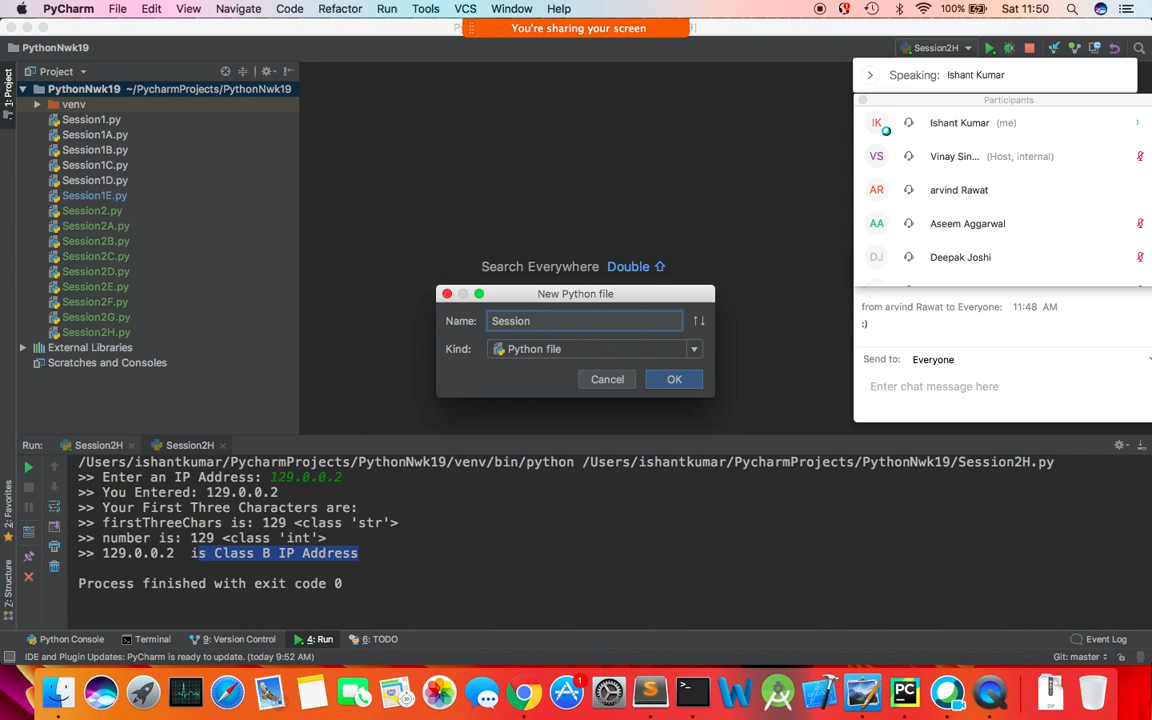 PyCharm File Edit View Navigate Code Refactor Run Tools VCS Window Help
100% Sat 11:50
You're sharing your screen
PythonNwk19
Session2H
Project
1: Project
PythonNwk19 ~/PycharmProjects/PythonNwk19
venv
Session1.py
Session1A.py
Session1B.py
Session1C.py
Session1D.py
Session1E.py
Session2.py
Session2A.py
Session2B.py
Session2C.py
Session2D.py
Session2E.py
Session2F.py
Session2G.py
Session2H.py
External Libraries
Scratches and Consoles
Speaking: Ishant Kumar
Participants
IK Ishant Kumar (me)
VS Vinay Sin... (Host, internal)
AR arvind Rawat
AA Aseem Aggarwal
DJ Deepak Joshi
from arvind Rawat to Everyone: 11:48 AM
:)
Send to: Everyone
Enter chat message here
Search Everywhere Double ⇧
New Python file
Name: Session
Kind: Python file
Cancel OK
Run: Session2H Session2H
/Users/ishantkumar/PycharmProjects/PythonNwk19/venv/bin/python /Users/ishantkumar/PycharmProjects/PythonNwk19/Session2H.py
>> Enter an IP Address: 129.0.0.2
>> You Entered: 129.0.0.2
>> Your First Three Characters are:
>> firstThreeChars is: 129 <class 'str'>
>> number is: 129 <class 'int'>
>> 129.0.0.2 is Class B IP Address
Process finished with exit code 0
2: Favorites
7: Structure
Python Console Terminal 9: Version Control 4: Run 6: TODO Event Log
IDE and Plugin Updates: PyCharm is ready to update. (today 9:52 AM) Git: master
1
PC
ZIP